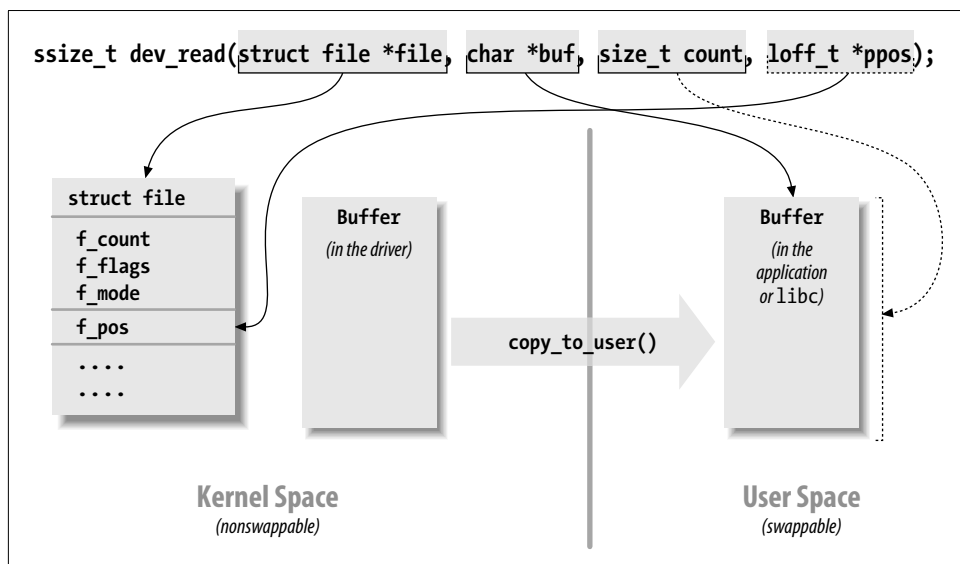 ssize_t dev_read(struct file *file, char *buf, size_t count, loff_t *ppos);
struct file
f_count
f_flags
f_mode
f_pos
....
....
Buffer
(in the driver)
copy_to_user()
Buffer
(in the
application
or libc)
Kernel Space
(nonswappable)
User Space
(swappable)